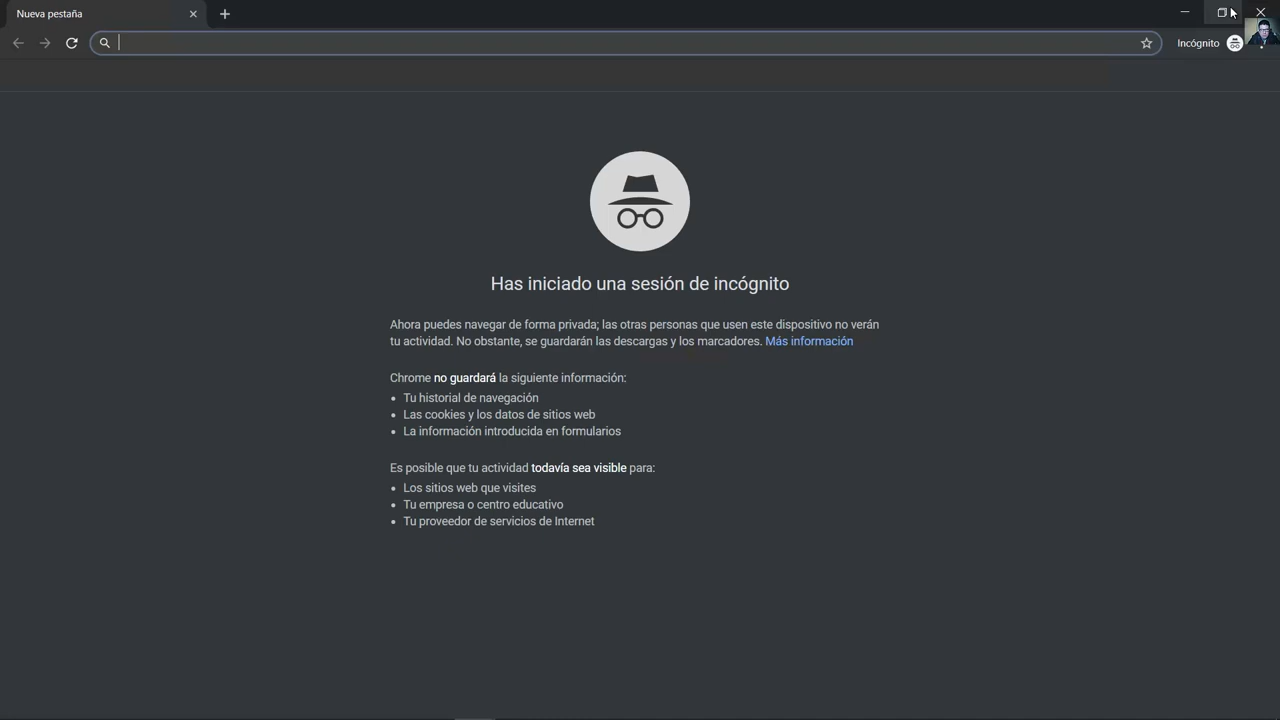 Nueva pestaña
Incógnito
Has iniciado una sesión de incógnito
Ahora puedes navegar de forma privada; las otras personas que usen este dispositivo no verán
tu actividad. No obstante, se guardarán las descargas y los marcadores. Más información
Chrome no guardará la siguiente información:
• Tu historial de navegación
• Las cookies y los datos de sitios web
• La información introducida en formularios
Es posible que tu actividad todavía sea visible para:
• Los sitios web que visites
• Tu empresa o centro educativo
• Tu proveedor de servicios de Internet